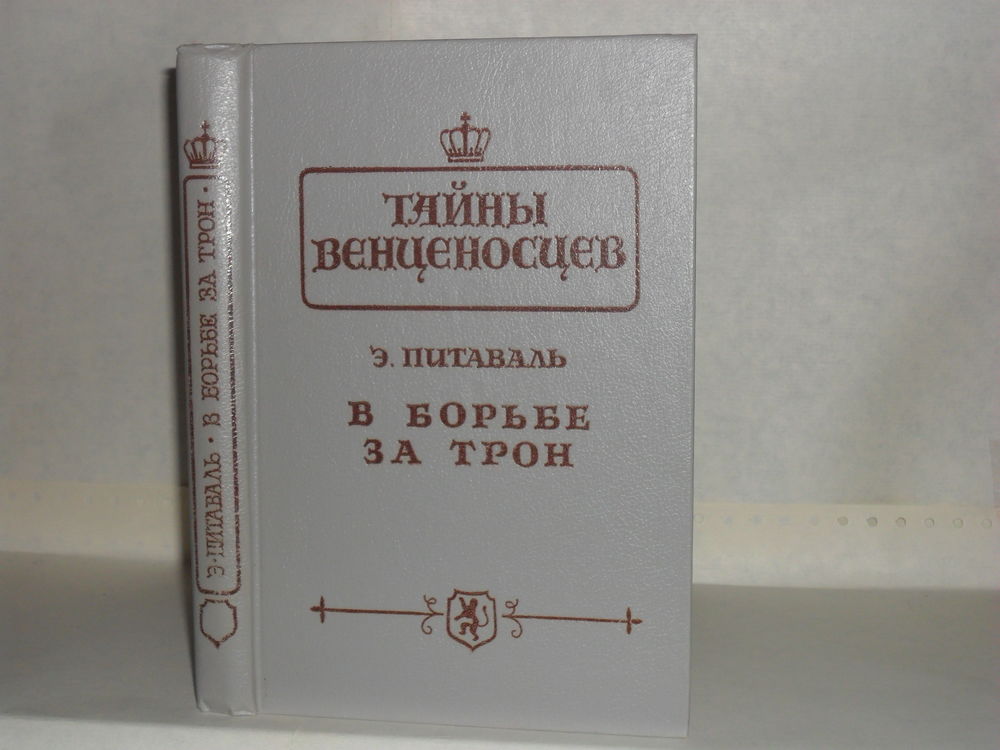 Э. ПИТАВАЛЬ · В БОРЬБЕ ЗА ТРОН ·
ТАЙНЫ
ВЕНЦЕНОСЦЕВ
Э. ПИТАВАЛЬ
В БОРЬБЕ
ЗА ТРОН